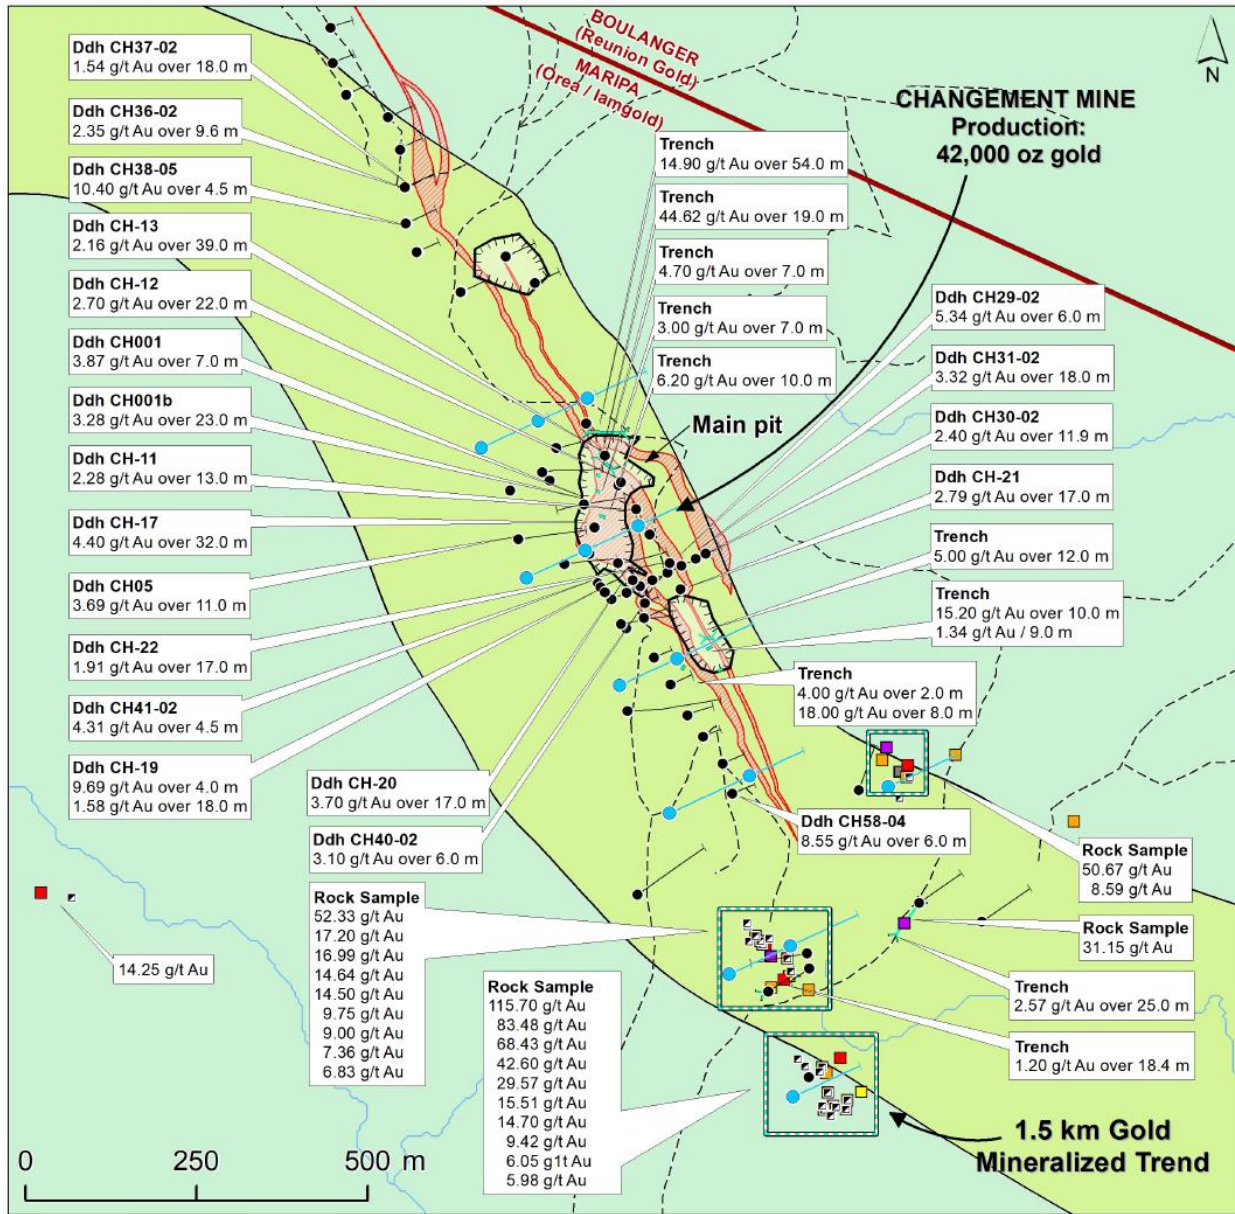 BOULANGER
(Reunion Gold)
MARIPA
(Orea / Iamgold)
N
CHANGEMENT MINE
Production:
42,000 oz gold
Ddh CH37-02
1.54 g/t Au over 18.0 m
Ddh CH36-02
2.35 g/t Au over 9.6 m
Ddh CH38-05
10.40 g/t Au over 4.5 m
Ddh CH-13
2.16 g/t Au over 39.0 m
Ddh CH-12
2.70 g/t Au over 22.0 m
Ddh CH001
3.87 g/t Au over 7.0 m
Ddh CH001b
3.28 g/t Au over 23.0 m
Ddh CH-11
2.28 g/t Au over 13.0 m
Ddh CH-17
4.40 g/t Au over 32.0 m
Ddh CH05
3.69 g/t Au over 11.0 m
Ddh CH-22
1.91 g/t Au over 17.0 m
Ddh CH41-02
4.31 g/t Au over 4.5 m
Ddh CH-19
9.69 g/t Au over 4.0 m
1.58 g/t Au over 18.0 m
Trench
14.90 g/t Au over 54.0 m
Trench
44.62 g/t Au over 19.0 m
Trench
4.70 g/t Au over 7.0 m
Trench
3.00 g/t Au over 7.0 m
Trench
6.20 g/t Au over 10.0 m
Main pit
Ddh CH29-02
5.34 g/t Au over 6.0 m
Ddh CH31-02
3.32 g/t Au over 18.0 m
Ddh CH30-02
2.40 g/t Au over 11.9 m
Ddh CH-21
2.79 g/t Au over 17.0 m
Trench
5.00 g/t Au over 12.0 m
Trench
15.20 g/t Au over 10.0 m
1.34 g/t Au / 9.0 m
Trench
4.00 g/t Au over 2.0 m
18.00 g/t Au over 8.0 m
Ddh CH-20
3.70 g/t Au over 17.0 m
Ddh CH40-02
3.10 g/t Au over 6.0 m
Ddh CH58-04
8.55 g/t Au over 6.0 m
Rock Sample
50.67 g/t Au
8.59 g/t Au
Rock Sample
31.15 g/t Au
Trench
2.57 g/t Au over 25.0 m
Trench
1.20 g/t Au over 18.4 m
14.25 g/t Au
Rock Sample
52.33 g/t Au
17.20 g/t Au
16.99 g/t Au
14.64 g/t Au
14.50 g/t Au
9.75 g/t Au
9.00 g/t Au
7.36 g/t Au
6.83 g/t Au
Rock Sample
115.70 g/t Au
83.48 g/t Au
68.43 g/t Au
42.60 g/t Au
29.57 g/t Au
15.51 g/t Au
14.70 g/t Au
9.42 g/t Au
6.05 g1t Au
5.98 g/t Au
1.5 km Gold
Mineralized Trend
0 250 500 m